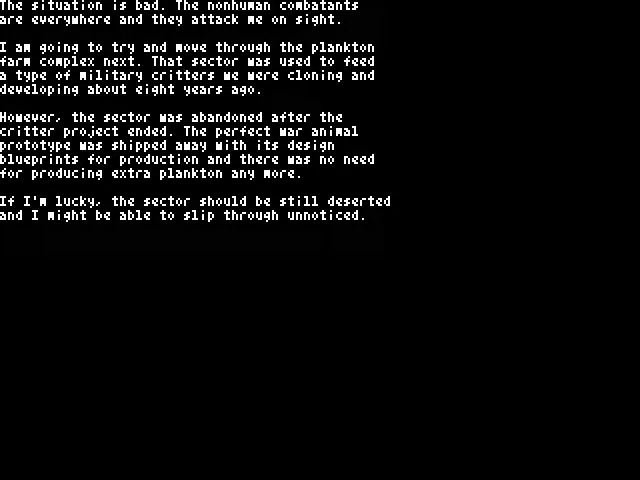 The situation is bad. The nonhuman combatants
are everywhere and they attack me on sight.
I am going to try and move through the plankton
farm complex next. That sector was used to feed
a type of military critters we were cloning and
developing about eight years ago.
However, the sector was abandoned after the
critter project ended. The perfect war animal
prototype was shipped away with its design
blueprints for production and there was no need
for producing extra plankton any more.
If I'm lucky, the sector should be still deserted
and I might be able to slip through unnoticed.